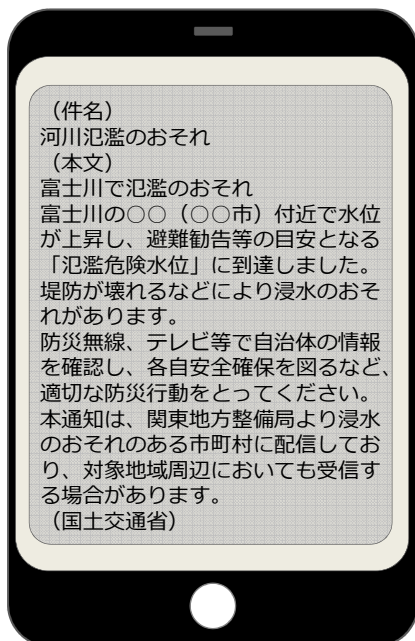 （件名）
河川氾濫のおそれ
（本文）
富士川で氾濫のおそれ
富士川の○○（○○市）付近で水位
が上昇し、避難勧告等の目安となる
「氾濫危険水位」に到達しました。
堤防が壊れるなどにより浸水のおそ
れがあります。
防災無線、テレビ等で自治体の情報
を確認し、各自安全確保を図るなど、
適切な防災行動をとってください。
本通知は、関東地方整備局より浸水
のおそれのある市町村に配信してお
り、対象地域周辺においても受信す
る場合があります。
（国土交通省）